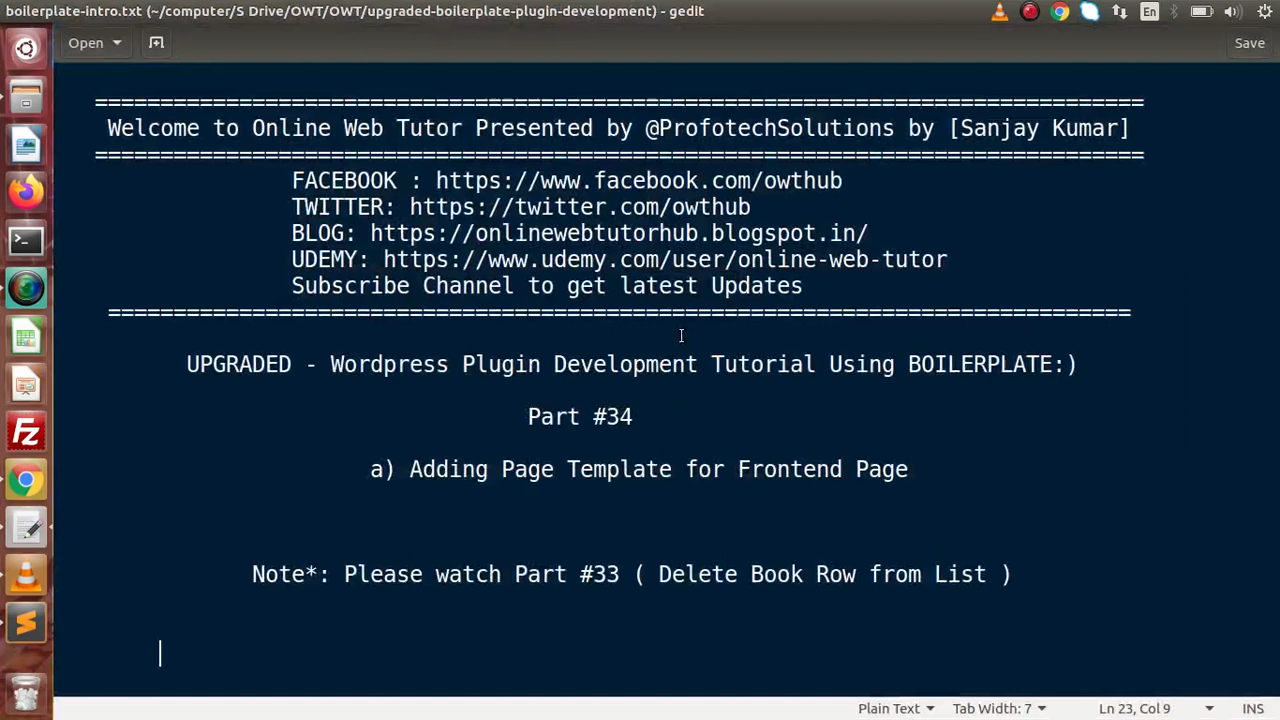 boilerplate-intro.txt (~/computer/S Drive/OWT/OWT/upgraded-boilerplate-plugin-development) - gedit
En
Open
Save
================================================================================
Welcome to Online Web Tutor Presented by @ProfotechSolutions by [Sanjay Kumar]
================================================================================
FACEBOOK : https://www.facebook.com/owthub
TWITTER: https://twitter.com/owthub
BLOG: https://onlinewebtutorhub.blogspot.in/
UDEMY: https://www.udemy.com/user/online-web-tutor
Subscribe Channel to get latest Updates
==============================================================================
UPGRADED - Wordpress Plugin Development Tutorial Using BOILERPLATE:)
Part #34
a) Adding Page Template for Frontend Page
Note*: Please watch Part #33 ( Delete Book Row from List )
Plain Text
Tab Width: 7
Ln 23, Col 9
INS